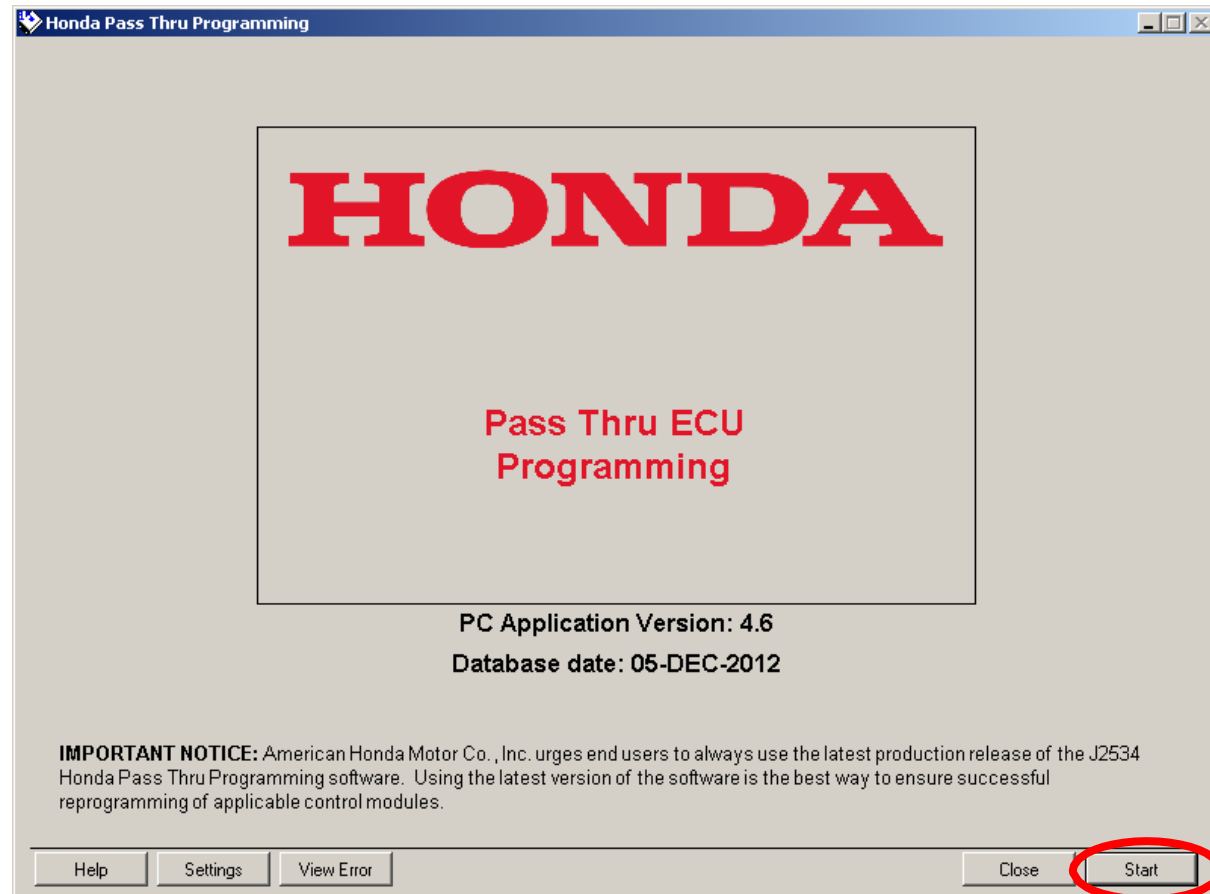 Honda Pass Thru Programming
HONDA
Pass Thru ECU
Programming
PC Application Version: 4.6
Database date: 05-DEC-2012
IMPORTANT NOTICE: American Honda Motor Co., Inc. urges end users to always use the latest production release of the J2534
Honda Pass Thru Programming software. Using the latest version of the software is the best way to ensure successful
reprogramming of applicable control modules.
Help Settings View Error Close Start